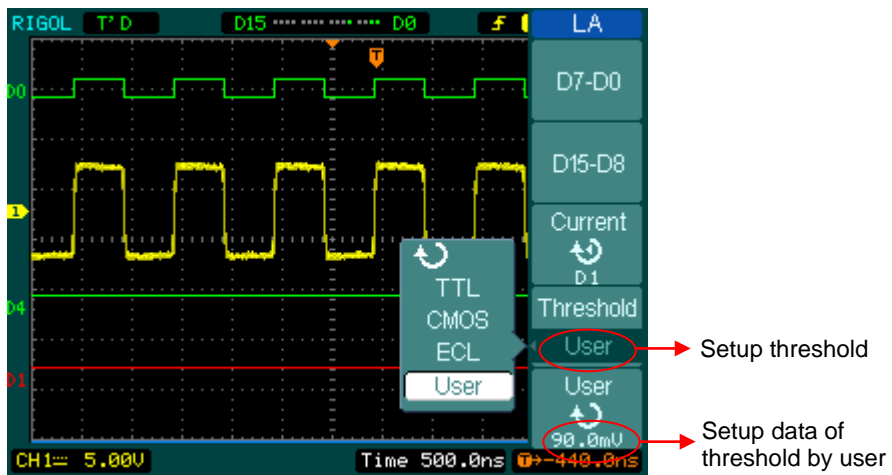 RIGOL T'D D15 D0 LA
D0
D7-D0
D15-D8
1
Current
D1
TTL
CMOS
ECL
User
D4
D1
Threshold
User
User
90.0mV
Setup threshold
Setup data of
threshold by user
CH1 5.00V Time 500.0ns T→-440.0ns
T